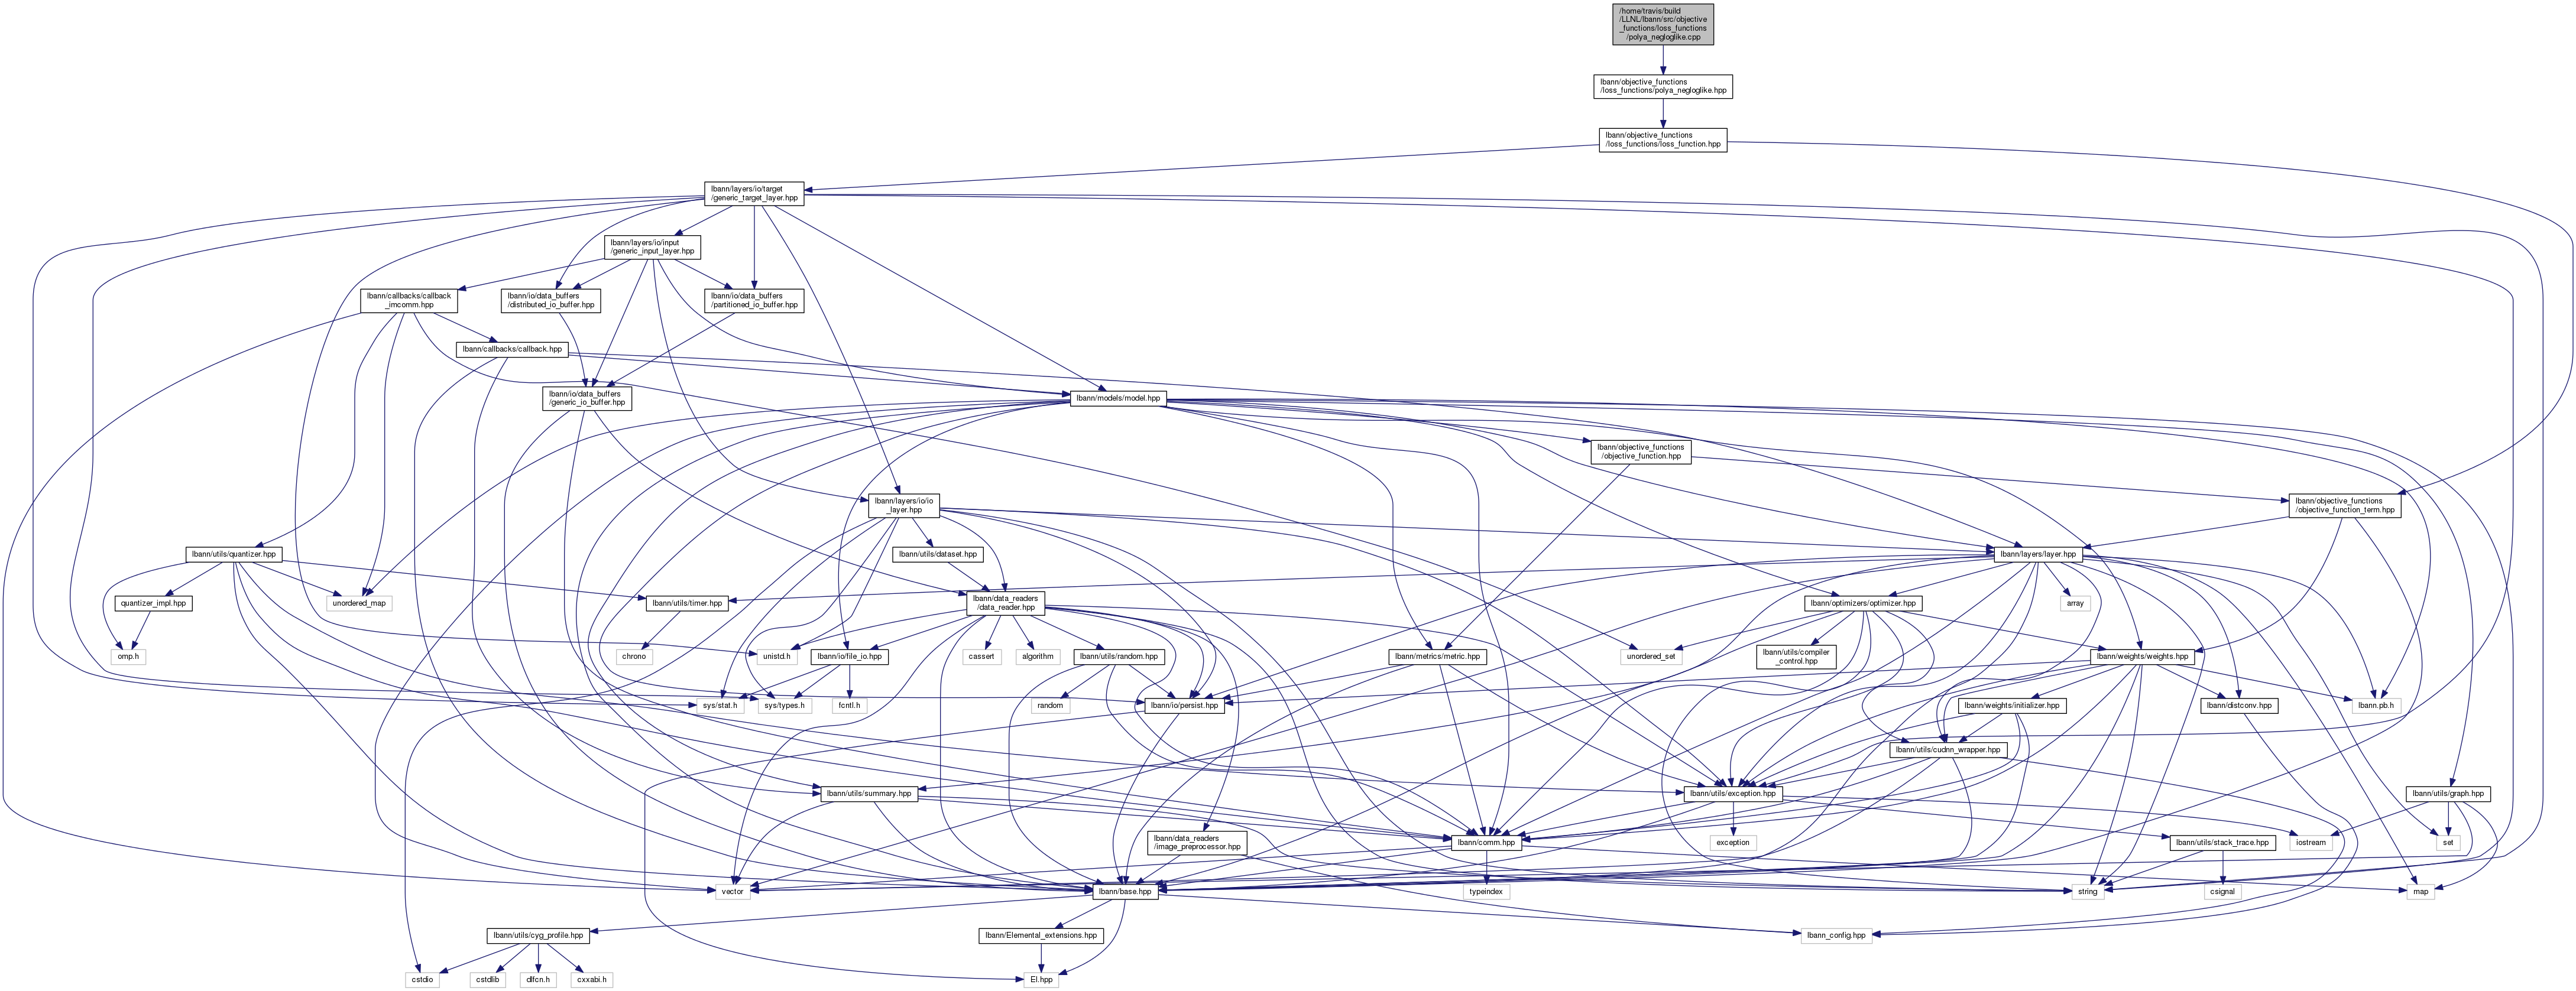 /home/travis/build
/LLNL/lbann/src/objective
_functions/loss_functions
/polya_negloglike.cpp
lbann/objective_functions
/loss_functions/polya_negloglike.hpp
lbann/objective_functions
/loss_functions/loss_function.hpp
lbann/layers/io/target
/generic_target_layer.hpp
lbann/layers/io/input
/generic_input_layer.hpp
lbann/callbacks/callback
_imcomm.hpp
lbann/io/data_buffers
/distributed_io_buffer.hpp
lbann/io/data_buffers
/partitioned_io_buffer.hpp
lbann/callbacks/callback.hpp
lbann/io/data_buffers
/generic_io_buffer.hpp
lbann/models/model.hpp
lbann/objective_functions
/objective_function.hpp
lbann/layers/io/io
_layer.hpp
lbann/objective_functions
/objective_function_term.hpp
lbann/utils/quantizer.hpp
lbann/utils/dataset.hpp
lbann/layers/layer.hpp
quantizer_impl.hpp
unordered_map
lbann/utils/timer.hpp
lbann/data_readers
/data_reader.hpp
lbann/optimizers/optimizer.hpp
array
omp.h
chrono
unistd.h
lbann/io/file_io.hpp
cassert
algorithm
lbann/utils/random.hpp
lbann/metrics/metric.hpp
unordered_set
lbann/utils/compiler
_control.hpp
lbann/weights/weights.hpp
sys/stat.h
sys/types.h
fcntl.h
random
lbann/io/persist.hpp
lbann/weights/initializer.hpp
lbann/distconv.hpp
lbann.pb.h
lbann/utils/cudnn_wrapper.hpp
lbann/utils/summary.hpp
lbann/utils/exception.hpp
lbann/utils/graph.hpp
lbann/data_readers
/image_preprocessor.hpp
lbann/comm.hpp
exception
lbann/utils/stack_trace.hpp
iostream
set
vector
lbann/base.hpp
typeindex
string
csignal
map
lbann/utils/cyg_profile.hpp
lbann/Elemental_extensions.hpp
lbann_config.hpp
cstdio
cstdlib
dlfcn.h
cxxabi.h
El.hpp